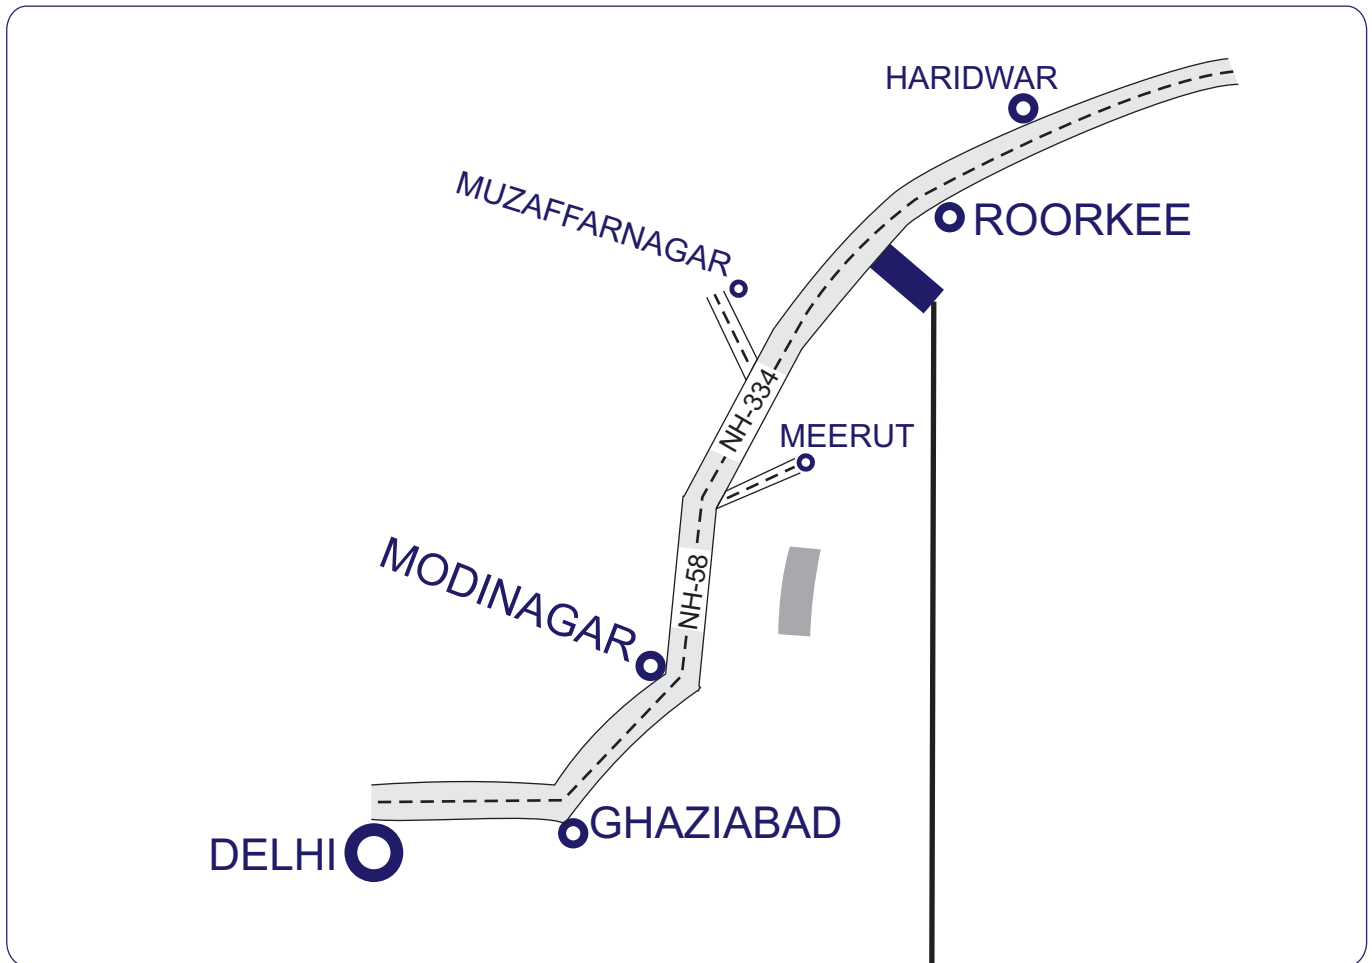 HARIDWAR
MUZAFFARNAGAR
ROORKEE
NH-334
MEERUT
MODINAGAR
NH-58
GHAZIABAD
DELHI